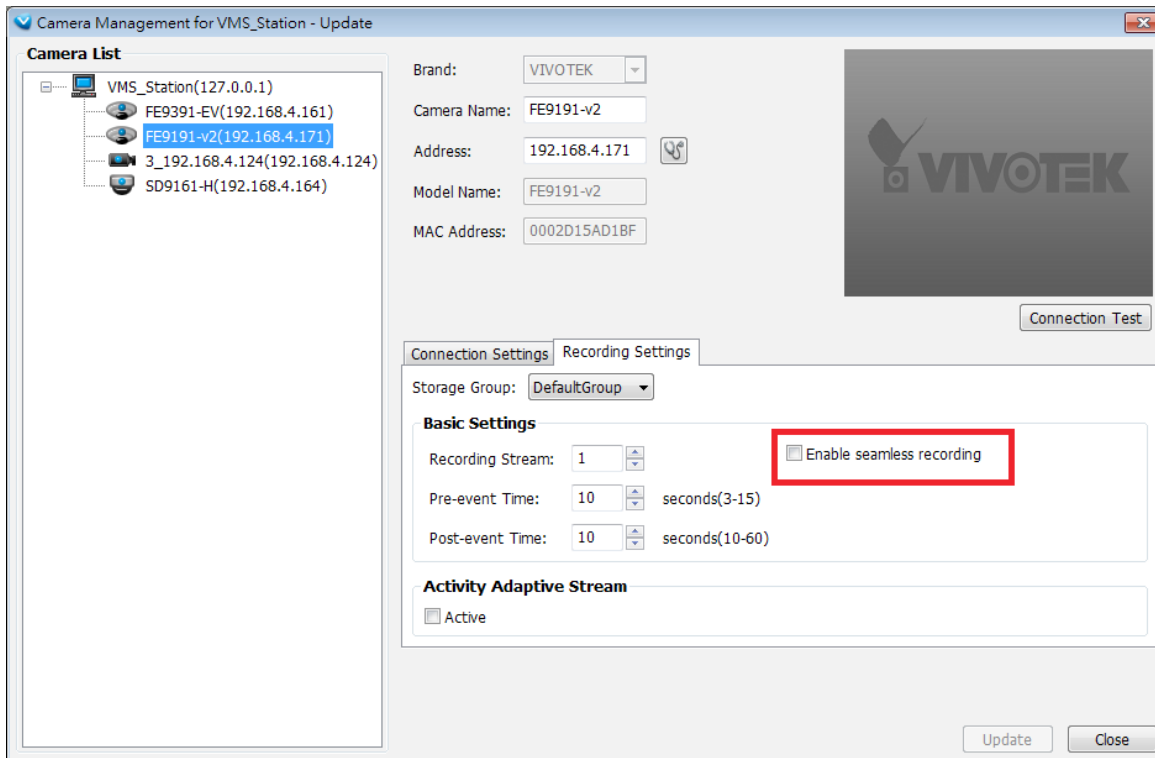 Camera Management for VMS_Station - Update
Camera List
VMS_Station(127.0.0.1)
FE9391-EV(192.168.4.161)
FE9191-v2(192.168.4.171)
3_192.168.4.124(192.168.4.124)
SD9161-H(192.168.4.164)
Brand: VIVOTEK
Camera Name: FE9191-v2
Address: 192.168.4.171
Model Name: FE9191-v2
MAC Address: 0002D15AD1BF
VIVOTEK
Connection Test
Connection Settings Recording Settings
Storage Group: DefaultGroup
Basic Settings
Recording Stream: 1 Enable seamless recording
Pre-event Time: 10 seconds(3-15)
Post-event Time: 10 seconds(10-60)
Activity Adaptive Stream
Active
Update Close